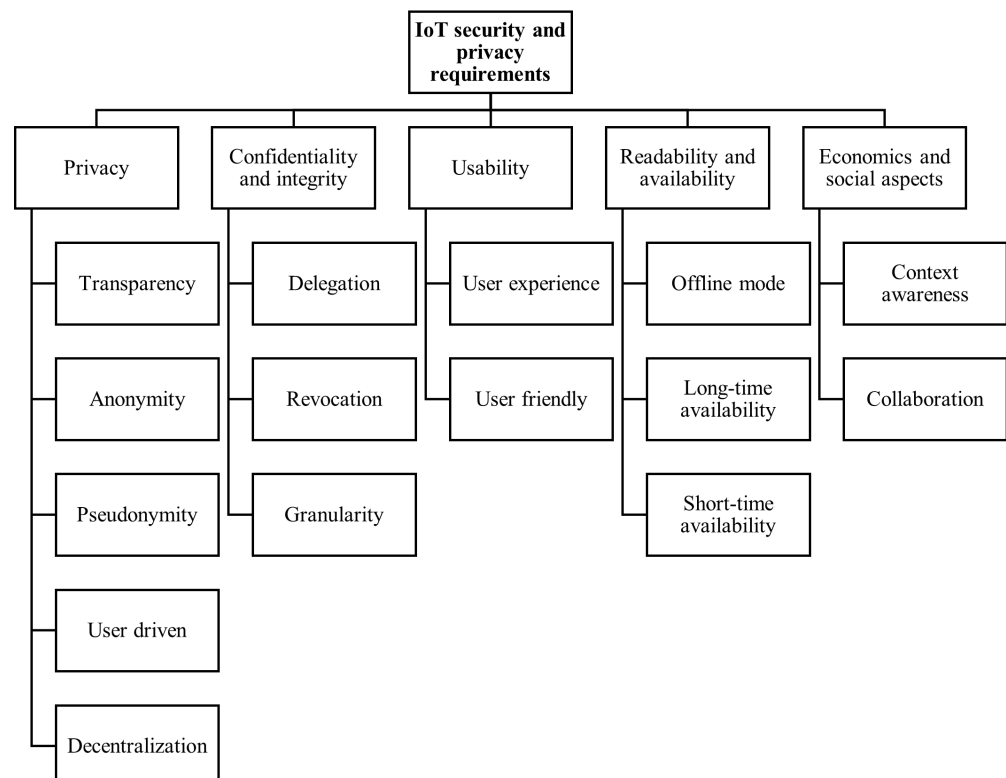 IoT security and
privacy
requirements
Privacy
Confidentiality
and integrity
Usability
Readability and
availability
Economics and
social aspects
Transparency
Delegation
User experience
Offline mode
Context
awareness
Anonymity
Revocation
User friendly
Long-time
availability
Collaboration
Pseudonymity
Granularity
Short-time
availability
User driven
Decentralization